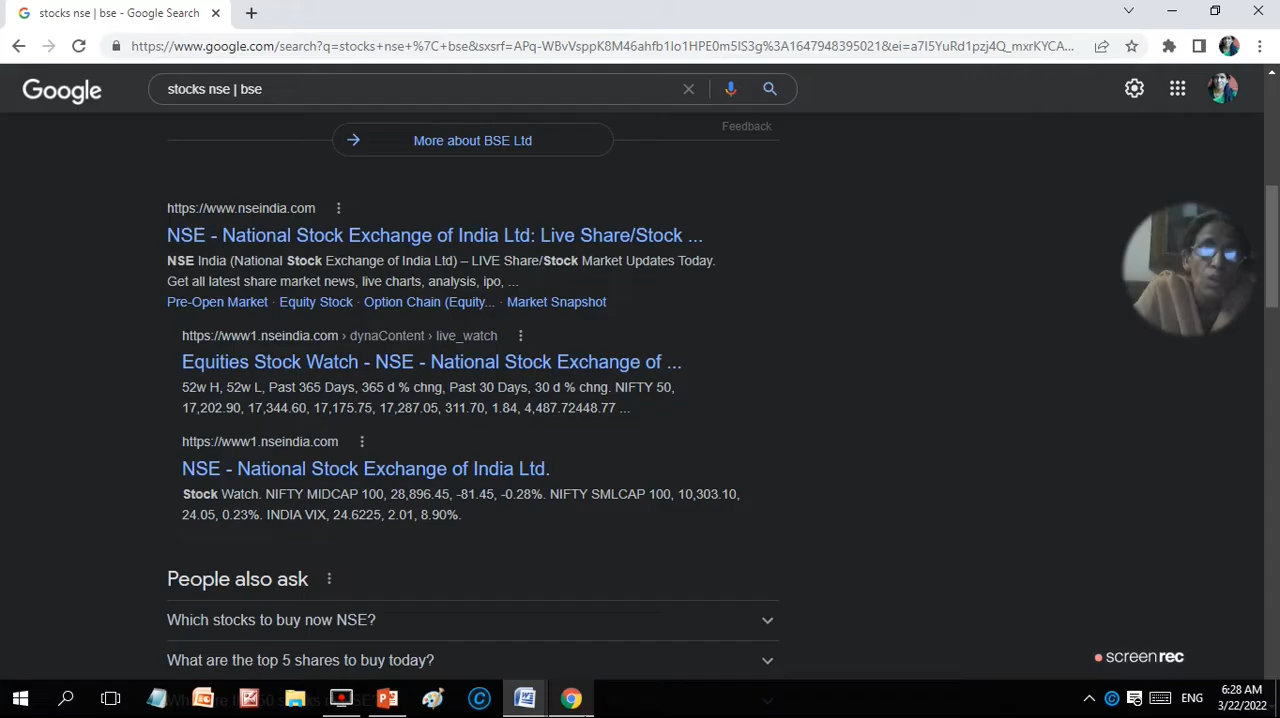 stocks nse | bse - Google Search
https://www.google.com/search?q=stocks+nse+%7C+bse&sxsrf=APq-WBvVsppK8M46ahfb1Io1HPE0m5IS3g%3A1647948395021&ei=a7I5YuRd1pzj4Q_mxrKYCA...
Google
stocks nse | bse
Feedback
More about BSE Ltd
https://www.nseindia.com
NSE - National Stock Exchange of India Ltd: Live Share/Stock ...
NSE India (National Stock Exchange of India Ltd) – LIVE Share/Stock Market Updates Today.
Get all latest share market news, live charts, analysis, ipo, ...
Pre-Open Market · Equity Stock · Option Chain (Equity... · Market Snapshot
https://www1.nseindia.com › dynaContent › live_watch
Equities Stock Watch - NSE - National Stock Exchange of ...
52w H, 52w L, Past 365 Days, 365 d % chng, Past 30 Days, 30 d % chng. NIFTY 50,
17,202.90, 17,344.60, 17,175.75, 17,287.05, 311.70, 1.84, 4,487.72448.77 ...
https://www1.nseindia.com
NSE - National Stock Exchange of India Ltd.
Stock Watch. NIFTY MIDCAP 100, 28,896.45, -81.45, -0.28%. NIFTY SMLCAP 100, 10,303.10,
24.05, 0.23%. INDIA VIX, 24.6225, 2.01, 8.90%.
People also ask
Which stocks to buy now NSE?
What are the top 5 shares to buy today?
screenrec
ENG
6:28 AM
3/22/2022